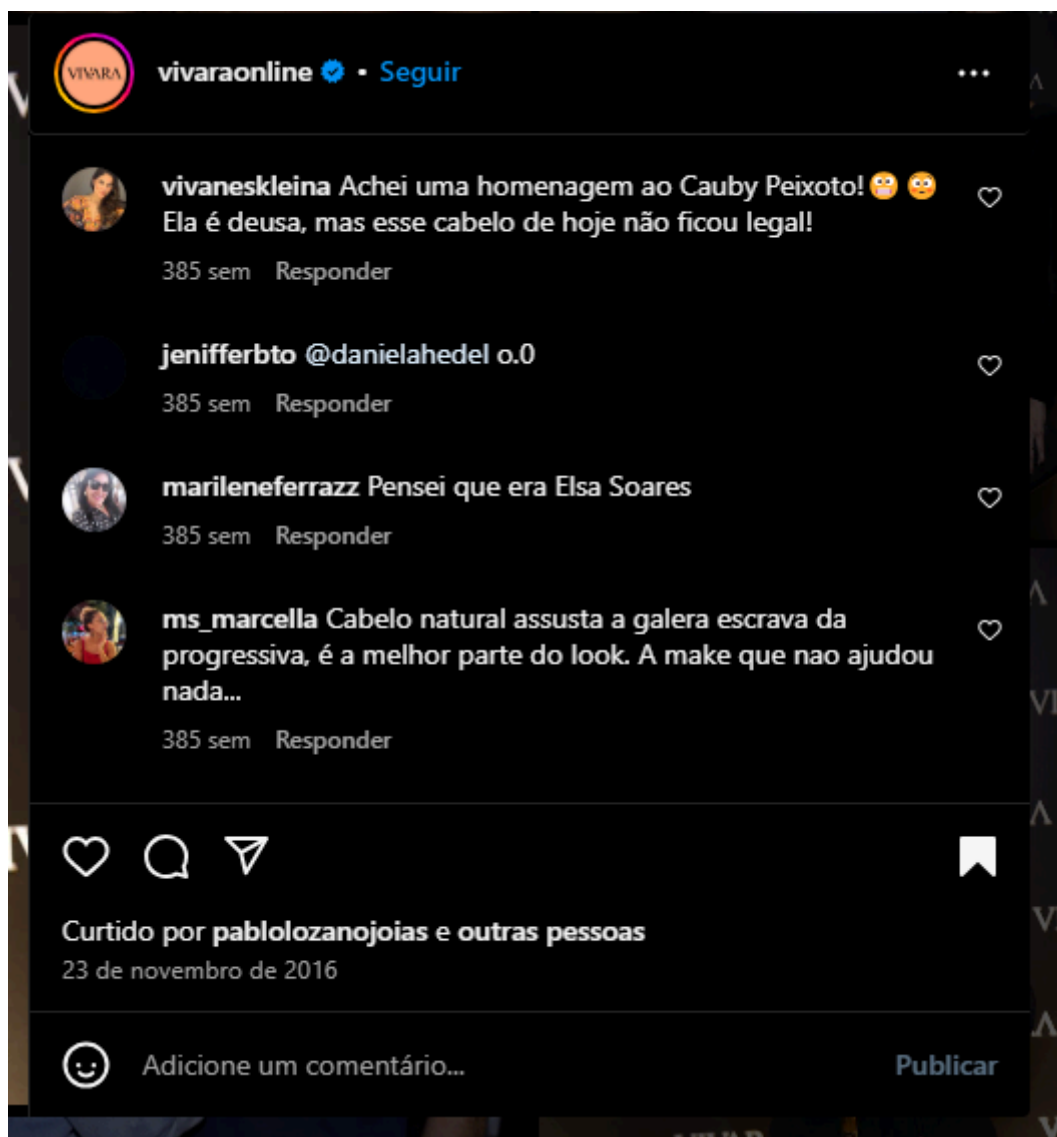 VIVARA
vivaraonline • Seguir
vivaneskleina Achei uma homenagem ao Cauby Peixoto!😬😳
Ela é deusa, mas esse cabelo de hoje não ficou legal!
385 sem Responder
jenifferbto @danielahedel o.0
385 sem Responder
marileneferrazz Pensei que era Elsa Soares
385 sem Responder
ms_marcella Cabelo natural assusta a galera escrava da
progressiva, é a melhor parte do look. A make que nao ajudou
nada...
385 sem Responder
Curtido por pablolozanojoias e outras pessoas
23 de novembro de 2016
Adicione um comentário... Publicar